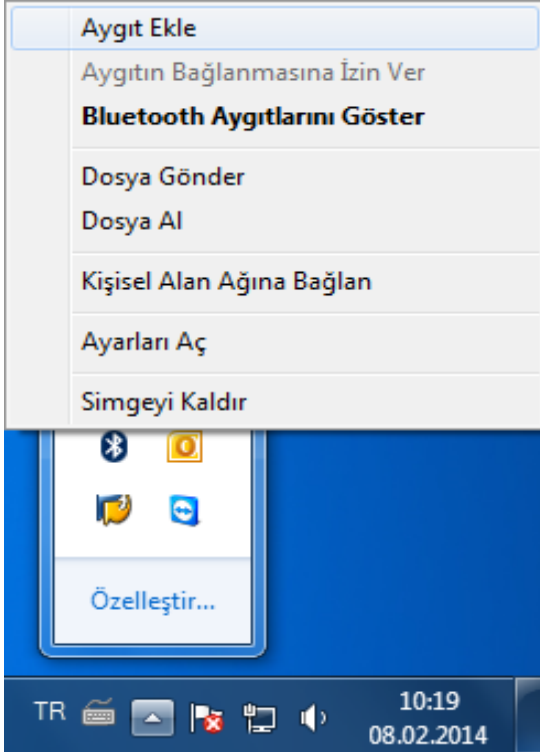 Aygıt Ekle
Aygıtın Bağlanmasına İzin Ver
Bluetooth Aygıtlarını Göster
Dosya Gönder
Dosya Al
Kişisel Alan Ağına Bağlan
Ayarları Aç
Simgeyi Kaldır
Özelleştir...
TR
10:19
08.02.2014